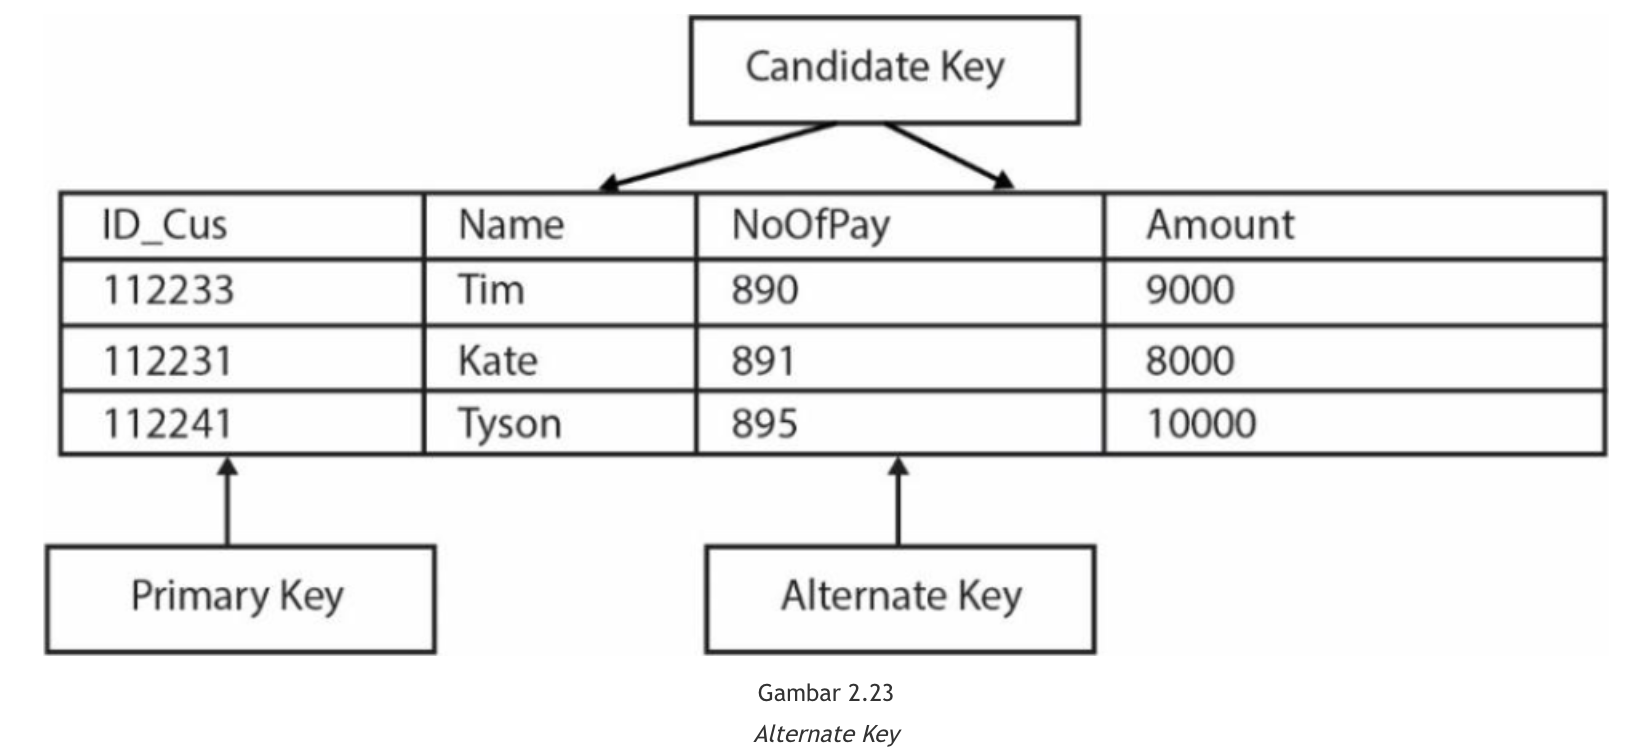 Candidate Key
ID_Cus Name NoOfPay Amount
112233 Tim 890 9000
112231 Kate 891 8000
112241 Tyson 895 10000
Primary Key Alternate Key
Gambar 2.23
Alternate Key